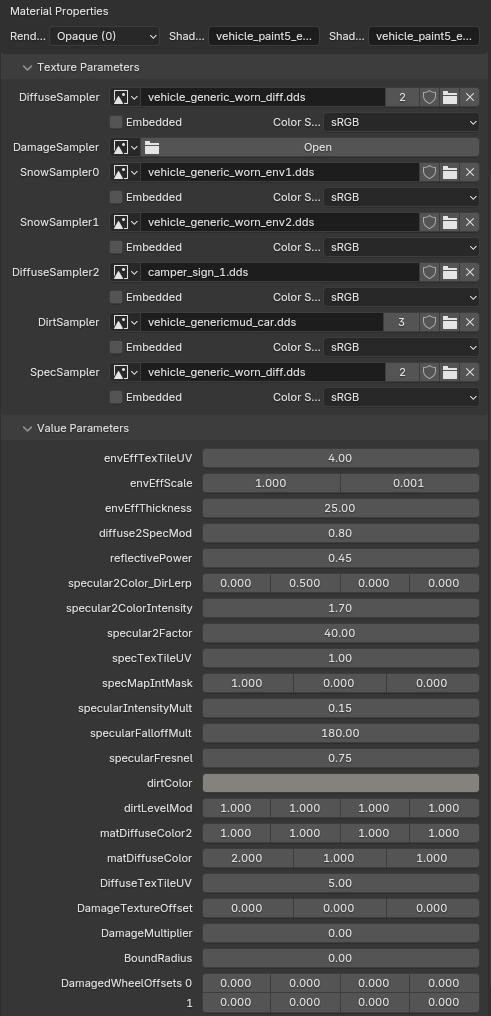 Material Properties
Rend... Opaque (0) Shad... vehicle_paint5_e... Shad... vehicle_paint5_e...
Texture Parameters
DiffuseSampler vehicle_generic_worn_diff.dds 2
Embedded Color S... sRGB
DamageSampler Open
SnowSampler0 vehicle_generic_worn_env1.dds
Embedded Color S... sRGB
SnowSampler1 vehicle_generic_worn_env2.dds
Embedded Color S... sRGB
DiffuseSampler2 camper_sign_1.dds
Embedded Color S... sRGB
DirtSampler vehicle_genericmud_car.dds 3
Embedded Color S... sRGB
SpecSampler vehicle_generic_worn_diff.dds 2
Embedded Color S... sRGB
Value Parameters
envEffTexTileUV 4.00
envEffScale 1.000 0.001
envEffThickness 25.00
diffuse2SpecMod 0.80
reflectivePower 0.45
specular2Color_DirLerp 0.000 0.500 0.000 0.000
specular2ColorIntensity 1.70
specular2Factor 40.00
specTexTileUV 1.00
specMapIntMask 1.000 0.000 0.000
specularIntensityMult 0.15
specularFalloffMult 180.00
specularFresnel 0.75
dirtColor
dirtLevelMod 1.000 1.000 1.000 1.000
matDiffuseColor2 1.000 1.000 1.000 1.000
matDiffuseColor 2.000 1.000 1.000
DiffuseTexTileUV 5.00
DamageTextureOffset 0.000 0.000 0.000
DamageMultiplier 0.00
BoundRadius 0.00
DamagedWheelOffsets 0 0.000 0.000 0.000 0.000
1 0.000 0.000 0.000 0.000